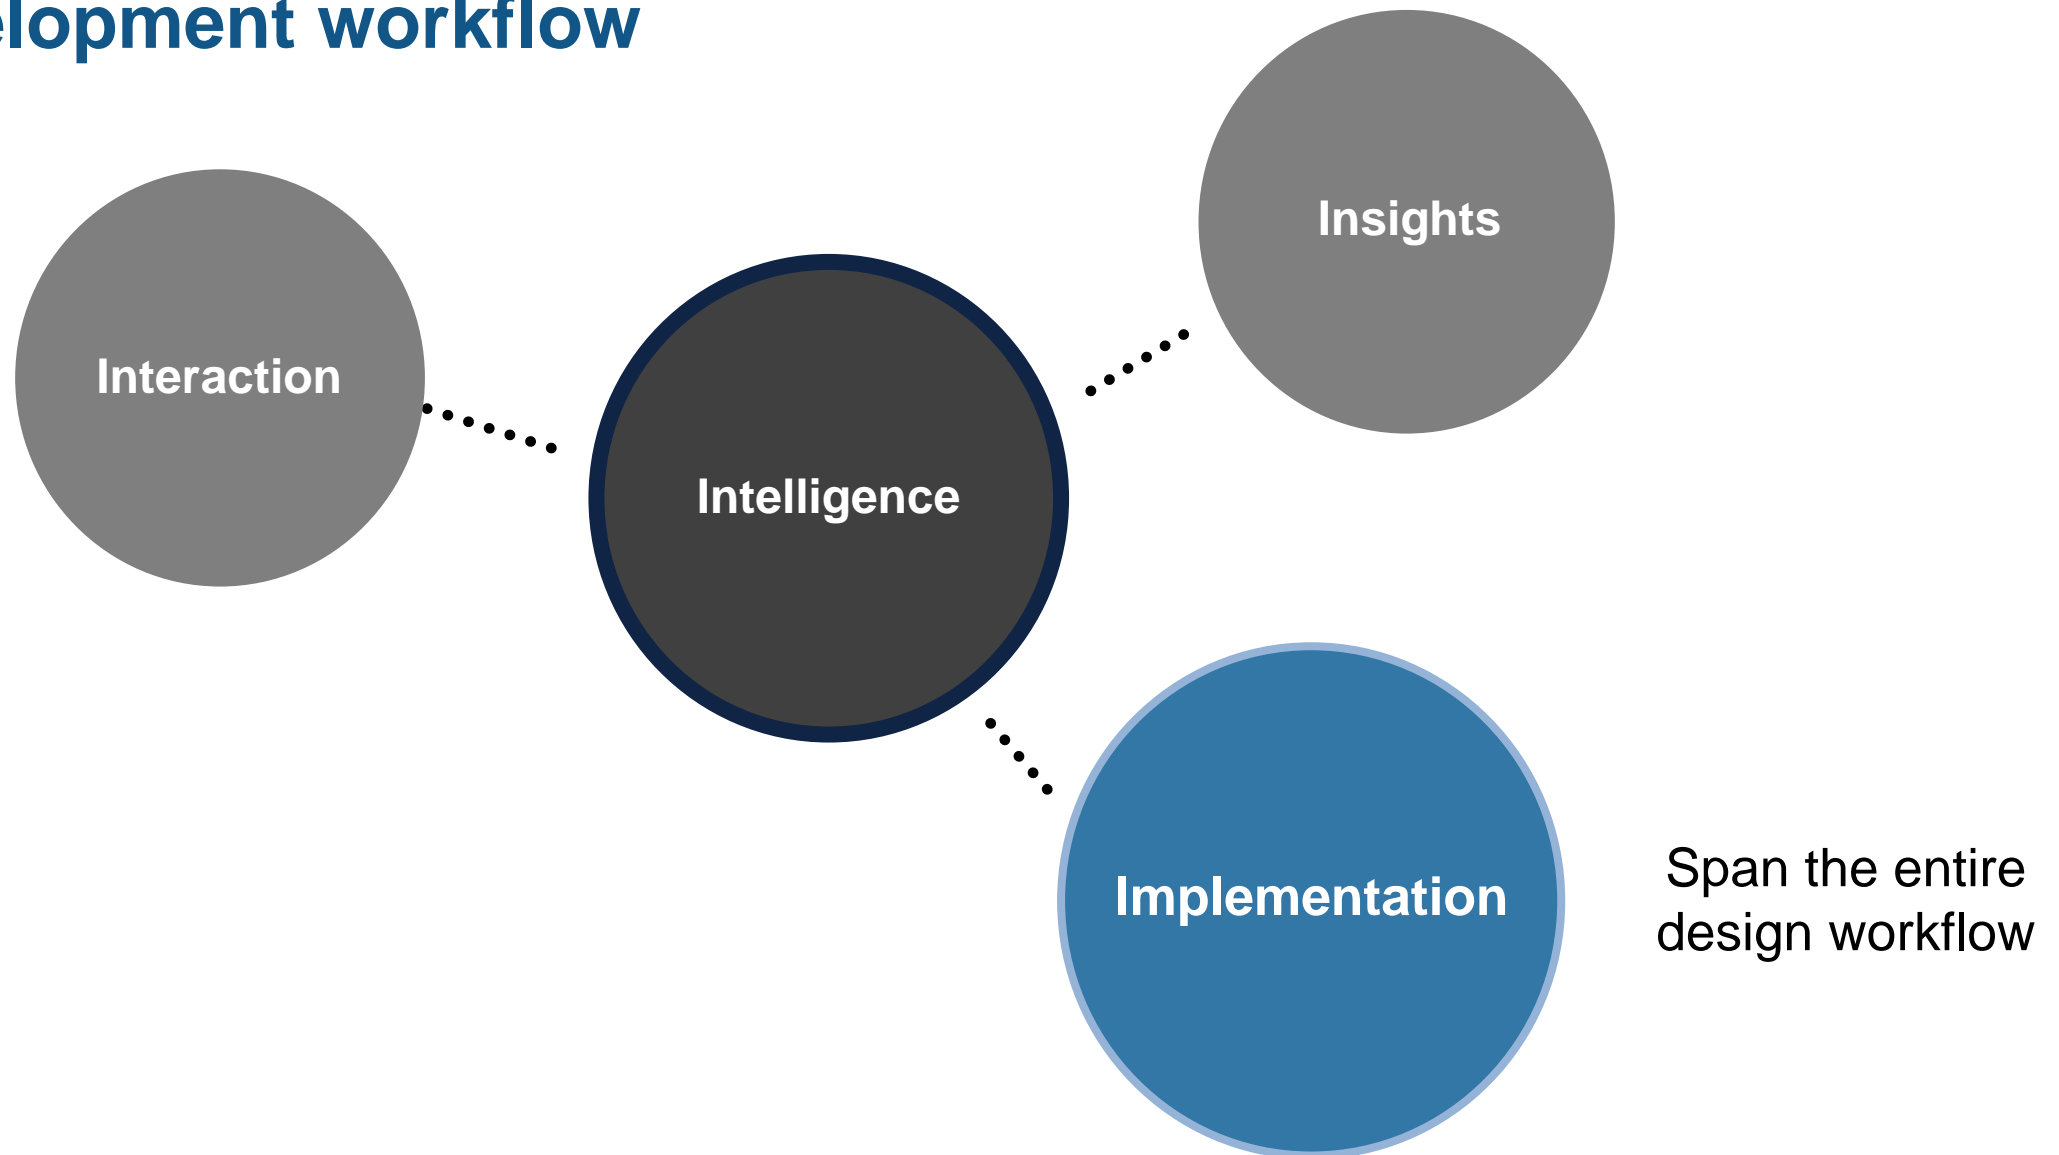 elopment workflow
Insights
Interaction
Intelligence
Implementation
Span the entire
design workflow